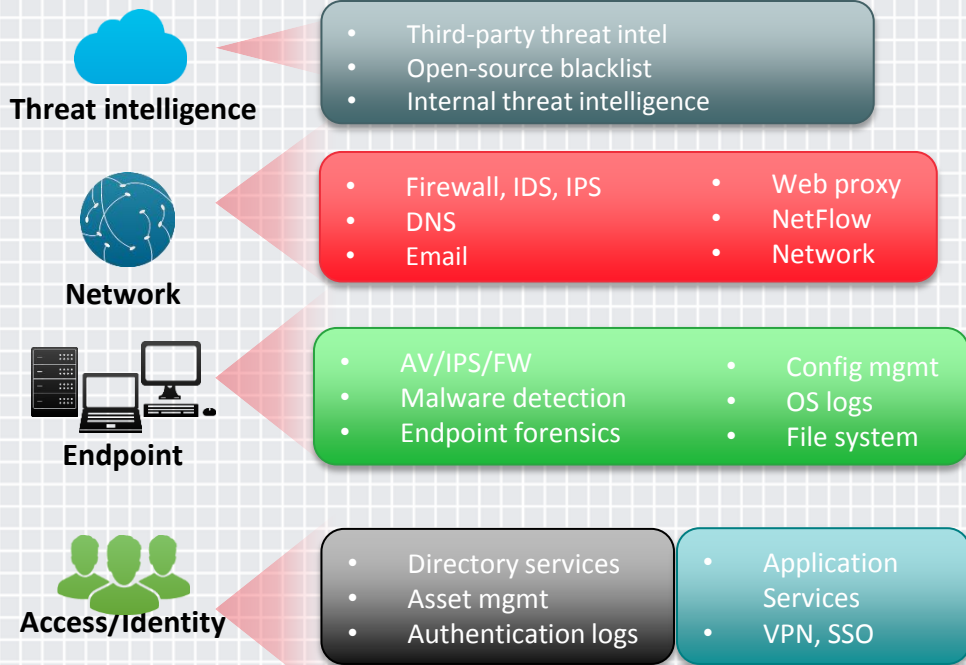 Threat intelligence
• Third-party threat intel
• Open-source blacklist
• Internal threat intelligence
Network
• Firewall, IDS, IPS
• DNS
• Email
• Web proxy
• NetFlow
• Network
Endpoint
• AV/IPS/FW
• Malware detection
• Endpoint forensics
• Config mgmt
• OS logs
• File system
Access/Identity
• Directory services
• Asset mgmt
• Authentication logs
• Application
Services
• VPN, SSO